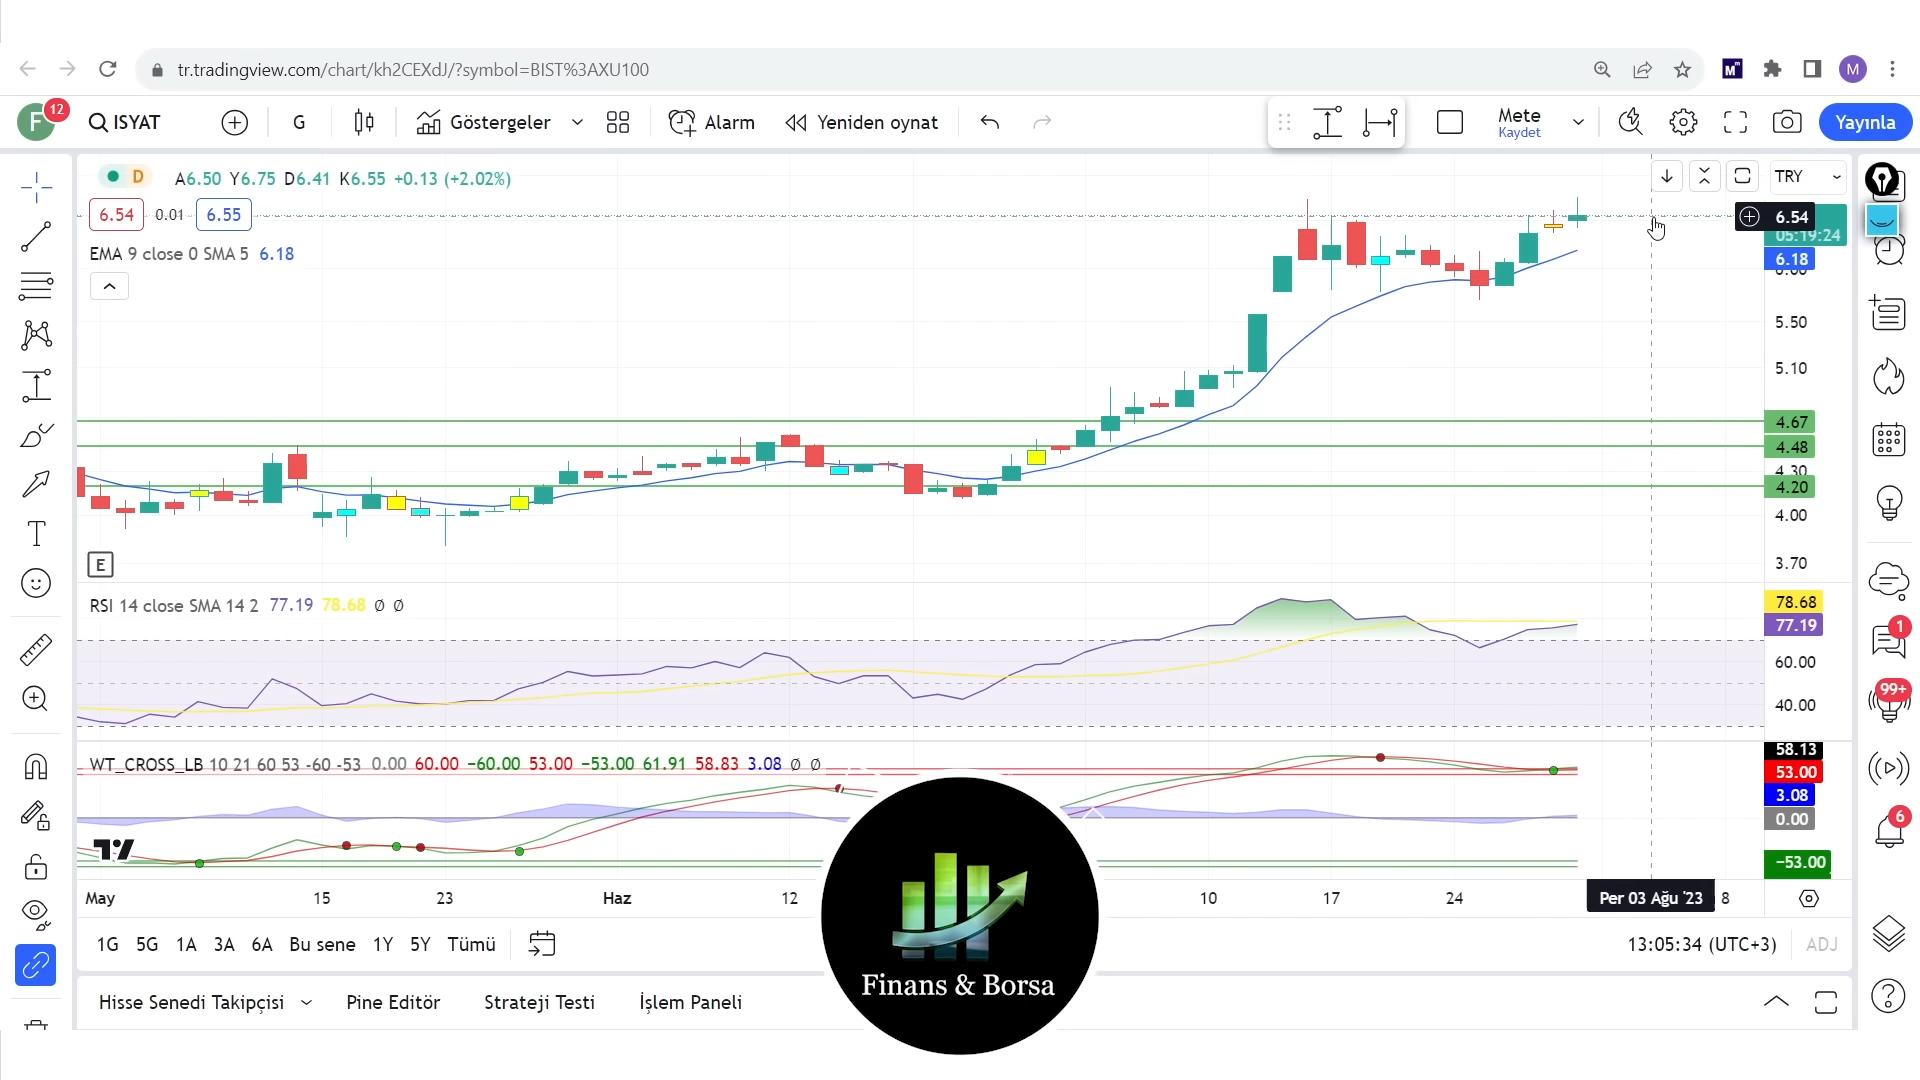 tr.tradingview.com/chart/kh2CEXdJ/?symbol=BIST%3AXU100
M
M
F
12
ISYAT
G
Göstergeler
Alarm
Yeniden oynat
Mete
Kaydet
Yayınla
D
A6.50 Y6.75 D6.41 K6.55 +0.13 (+2.02%)
TRY
6.54
0.01
6.55
6.54
05:19:24
EMA 9 close 0 SMA 5 6.18
6.18
5.50
5.10
4.67
4.48
4.30
4.20
4.00
3.70
E
RSI 14 close SMA 14 2 77.19 78.68 Ø Ø
78.68
77.19
60.00
40.00
1
99+
6
WT_CROSS_LB 10 21 60 53 -60 -53 0.00 60.00 −60.00 53.00 −53.00 61.91 58.83 3.08 Ø Ø
58.13
53.00
3.08
0.00
−53.00
May
15
23
Haz
12
10
17
24
Per 03 Ağu '23
8
1G 5G 1A 3A 6A Bu sene 1Y 5Y Tümü
13:05:34 (UTC+3)
ADJ
Hisse Senedi Takipçisi
Pine Editör
Strateji Testi
İşlem Paneli
Finans & Borsa